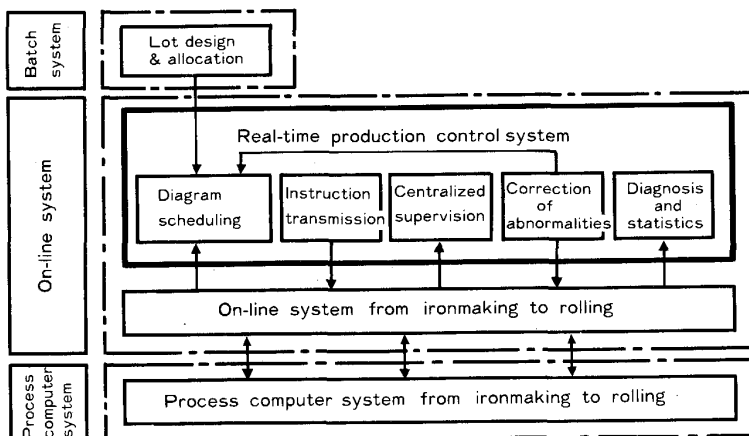 Batch
system
Lot design
& allocation
On-line system
Real-time production control system
Diagram
scheduling
Instruction
transmission
Centralized
supervision
Correction
of
abnormalities
Diagnosis
and
statistics
On-line system from ironmaking to rolling
Process
computer
system
Process computer system from ironmaking to rolling